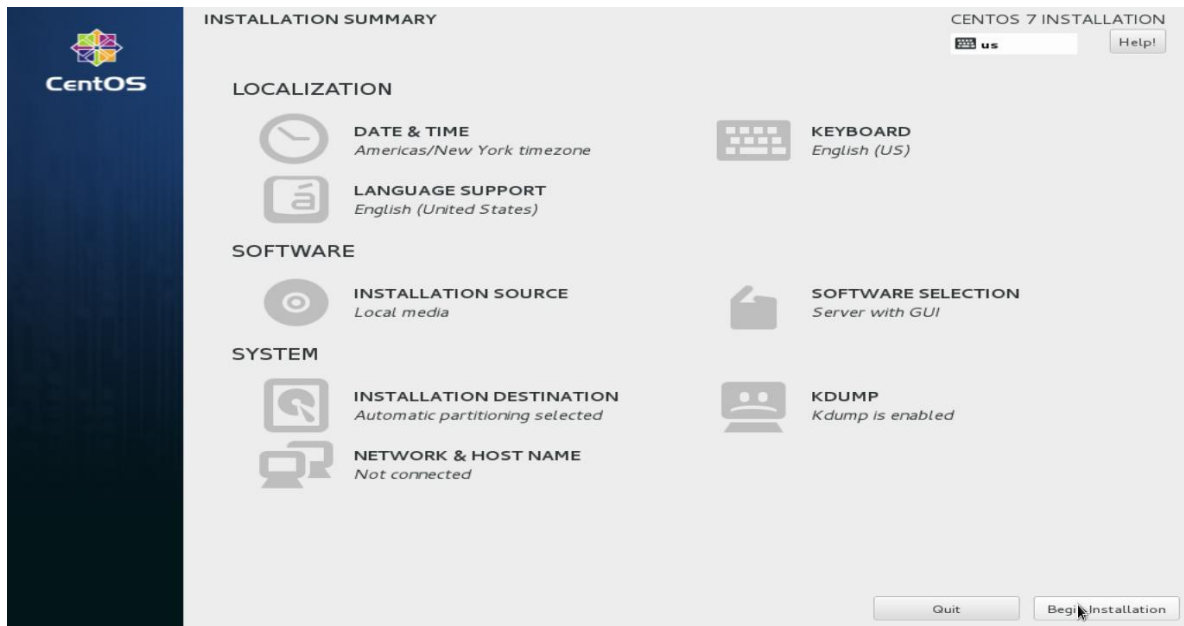 INSTALLATION SUMMARY
CENTOS 7 INSTALLATION
us
Help!
CentOS
LOCALIZATION
DATE & TIME
Americas/New York timezone
KEYBOARD
English (US)
LANGUAGE SUPPORT
English (United States)
SOFTWARE
INSTALLATION SOURCE
Local media
SOFTWARE SELECTION
Server with GUI
SYSTEM
INSTALLATION DESTINATION
Automatic partitioning selected
KDUMP
Kdump is enabled
NETWORK & HOST NAME
Not connected
Quit
Begin Installation